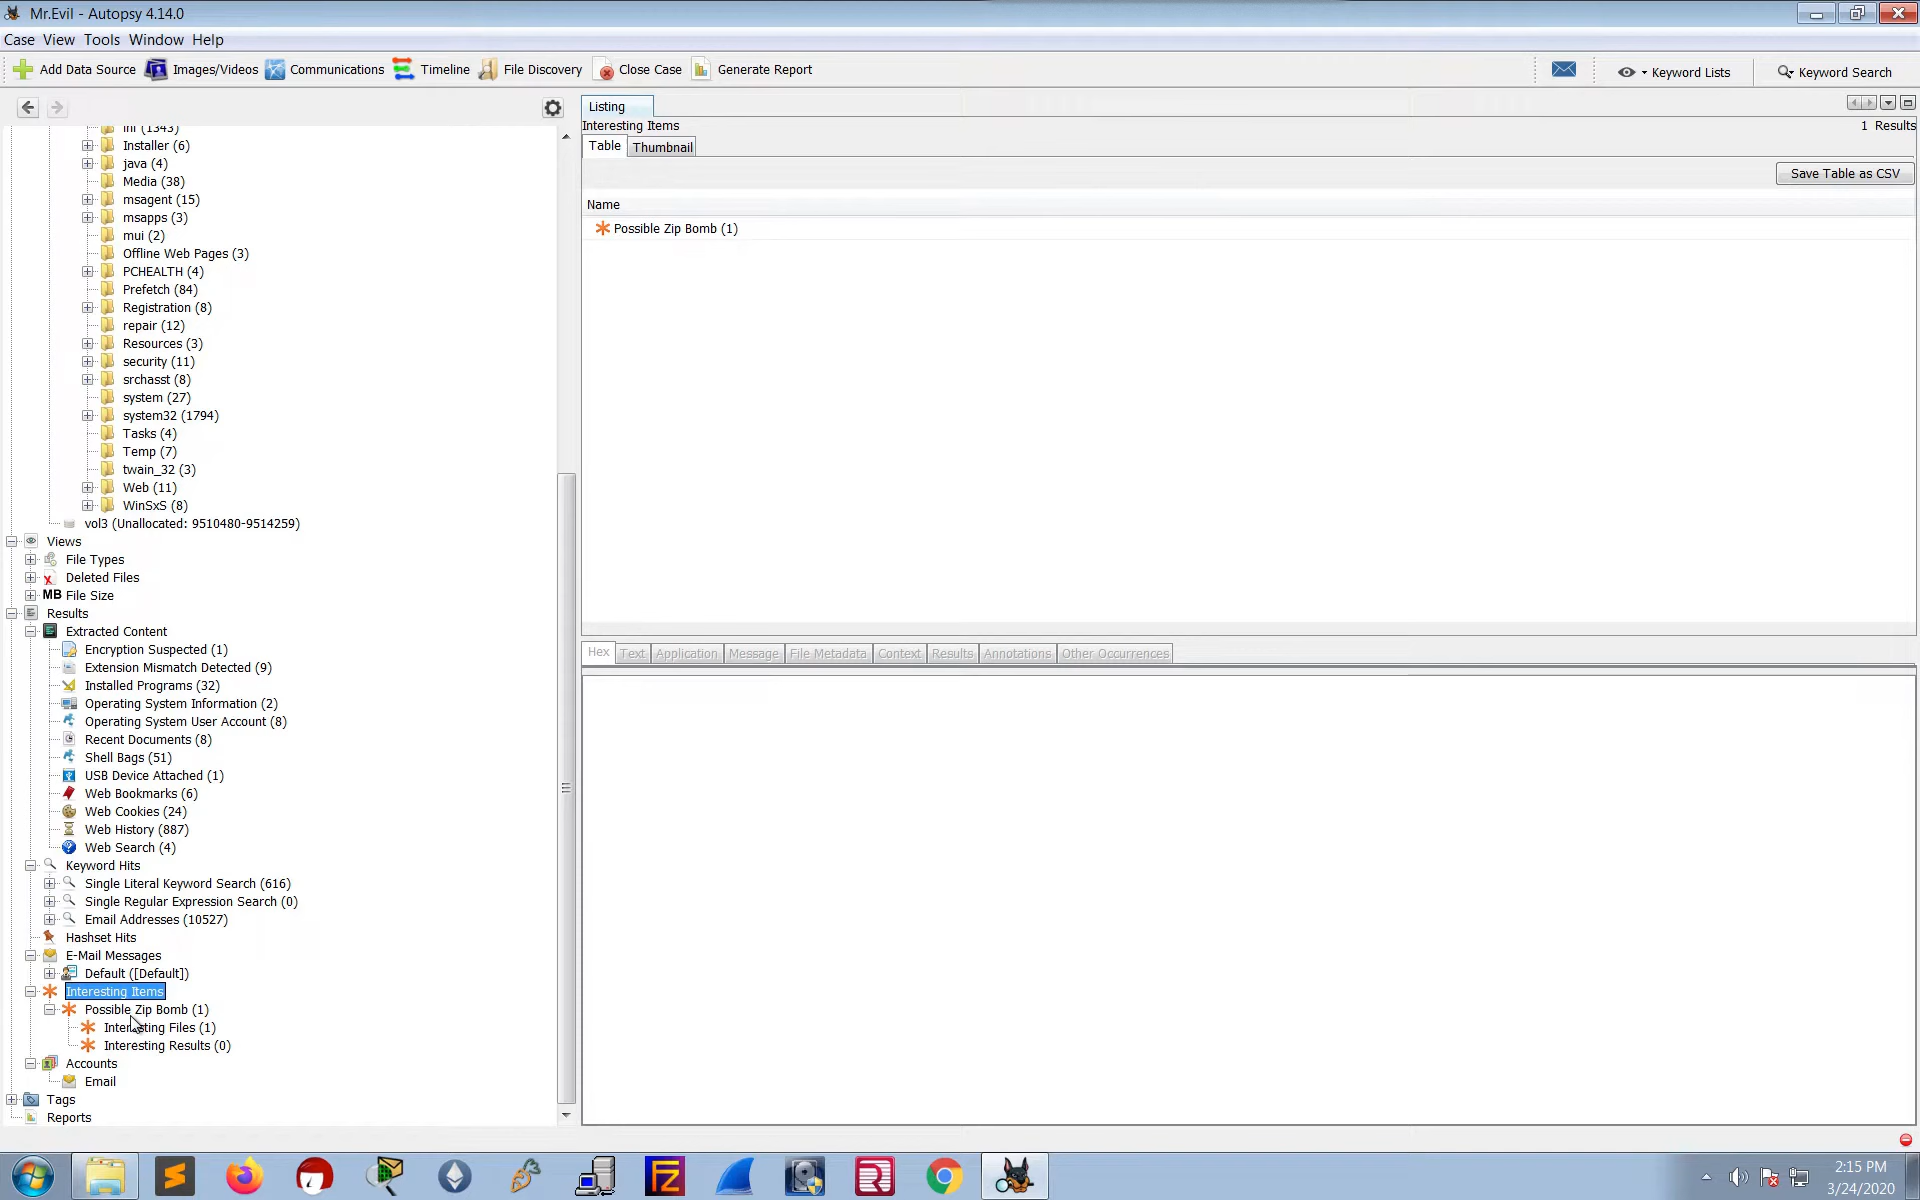 Mr.Evil - Autopsy 4.14.0
Case View Tools Window Help
Add Data Source Images/Videos Communications Timeline File Discovery Close Case Generate Report Keyword Lists Keyword Search
ini (1343)
Installer (6)
java (4)
Media (38)
msagent (15)
msapps (3)
mui (2)
Offline Web Pages (3)
PCHEALTH (4)
Prefetch (84)
Registration (8)
repair (12)
Resources (3)
security (11)
srchasst (8)
system (27)
system32 (1794)
Tasks (4)
Temp (7)
twain_32 (3)
Web (11)
WinSxS (8)
vol3 (Unallocated: 9510480-9514259)
Views
File Types
Deleted Files
MB File Size
Results
Extracted Content
Encryption Suspected (1)
Extension Mismatch Detected (9)
Installed Programs (32)
Operating System Information (2)
Operating System User Account (8)
Recent Documents (8)
Shell Bags (51)
USB Device Attached (1)
Web Bookmarks (6)
Web Cookies (24)
Web History (887)
Web Search (4)
Keyword Hits
Single Literal Keyword Search (616)
Single Regular Expression Search (0)
Email Addresses (10527)
Hashset Hits
E-Mail Messages
Default ([Default])
Interesting Items
Possible Zip Bomb (1)
Interesting Files (1)
Interesting Results (0)
Accounts
Email
Tags
Reports
Listing
Interesting Items
1 Results
Table Thumbnail
Save Table as CSV
Name
Possible Zip Bomb (1)
Hex Text Application Message File Metadata Context Results Annotations Other Occurrences
2:15 PM
3/24/2020